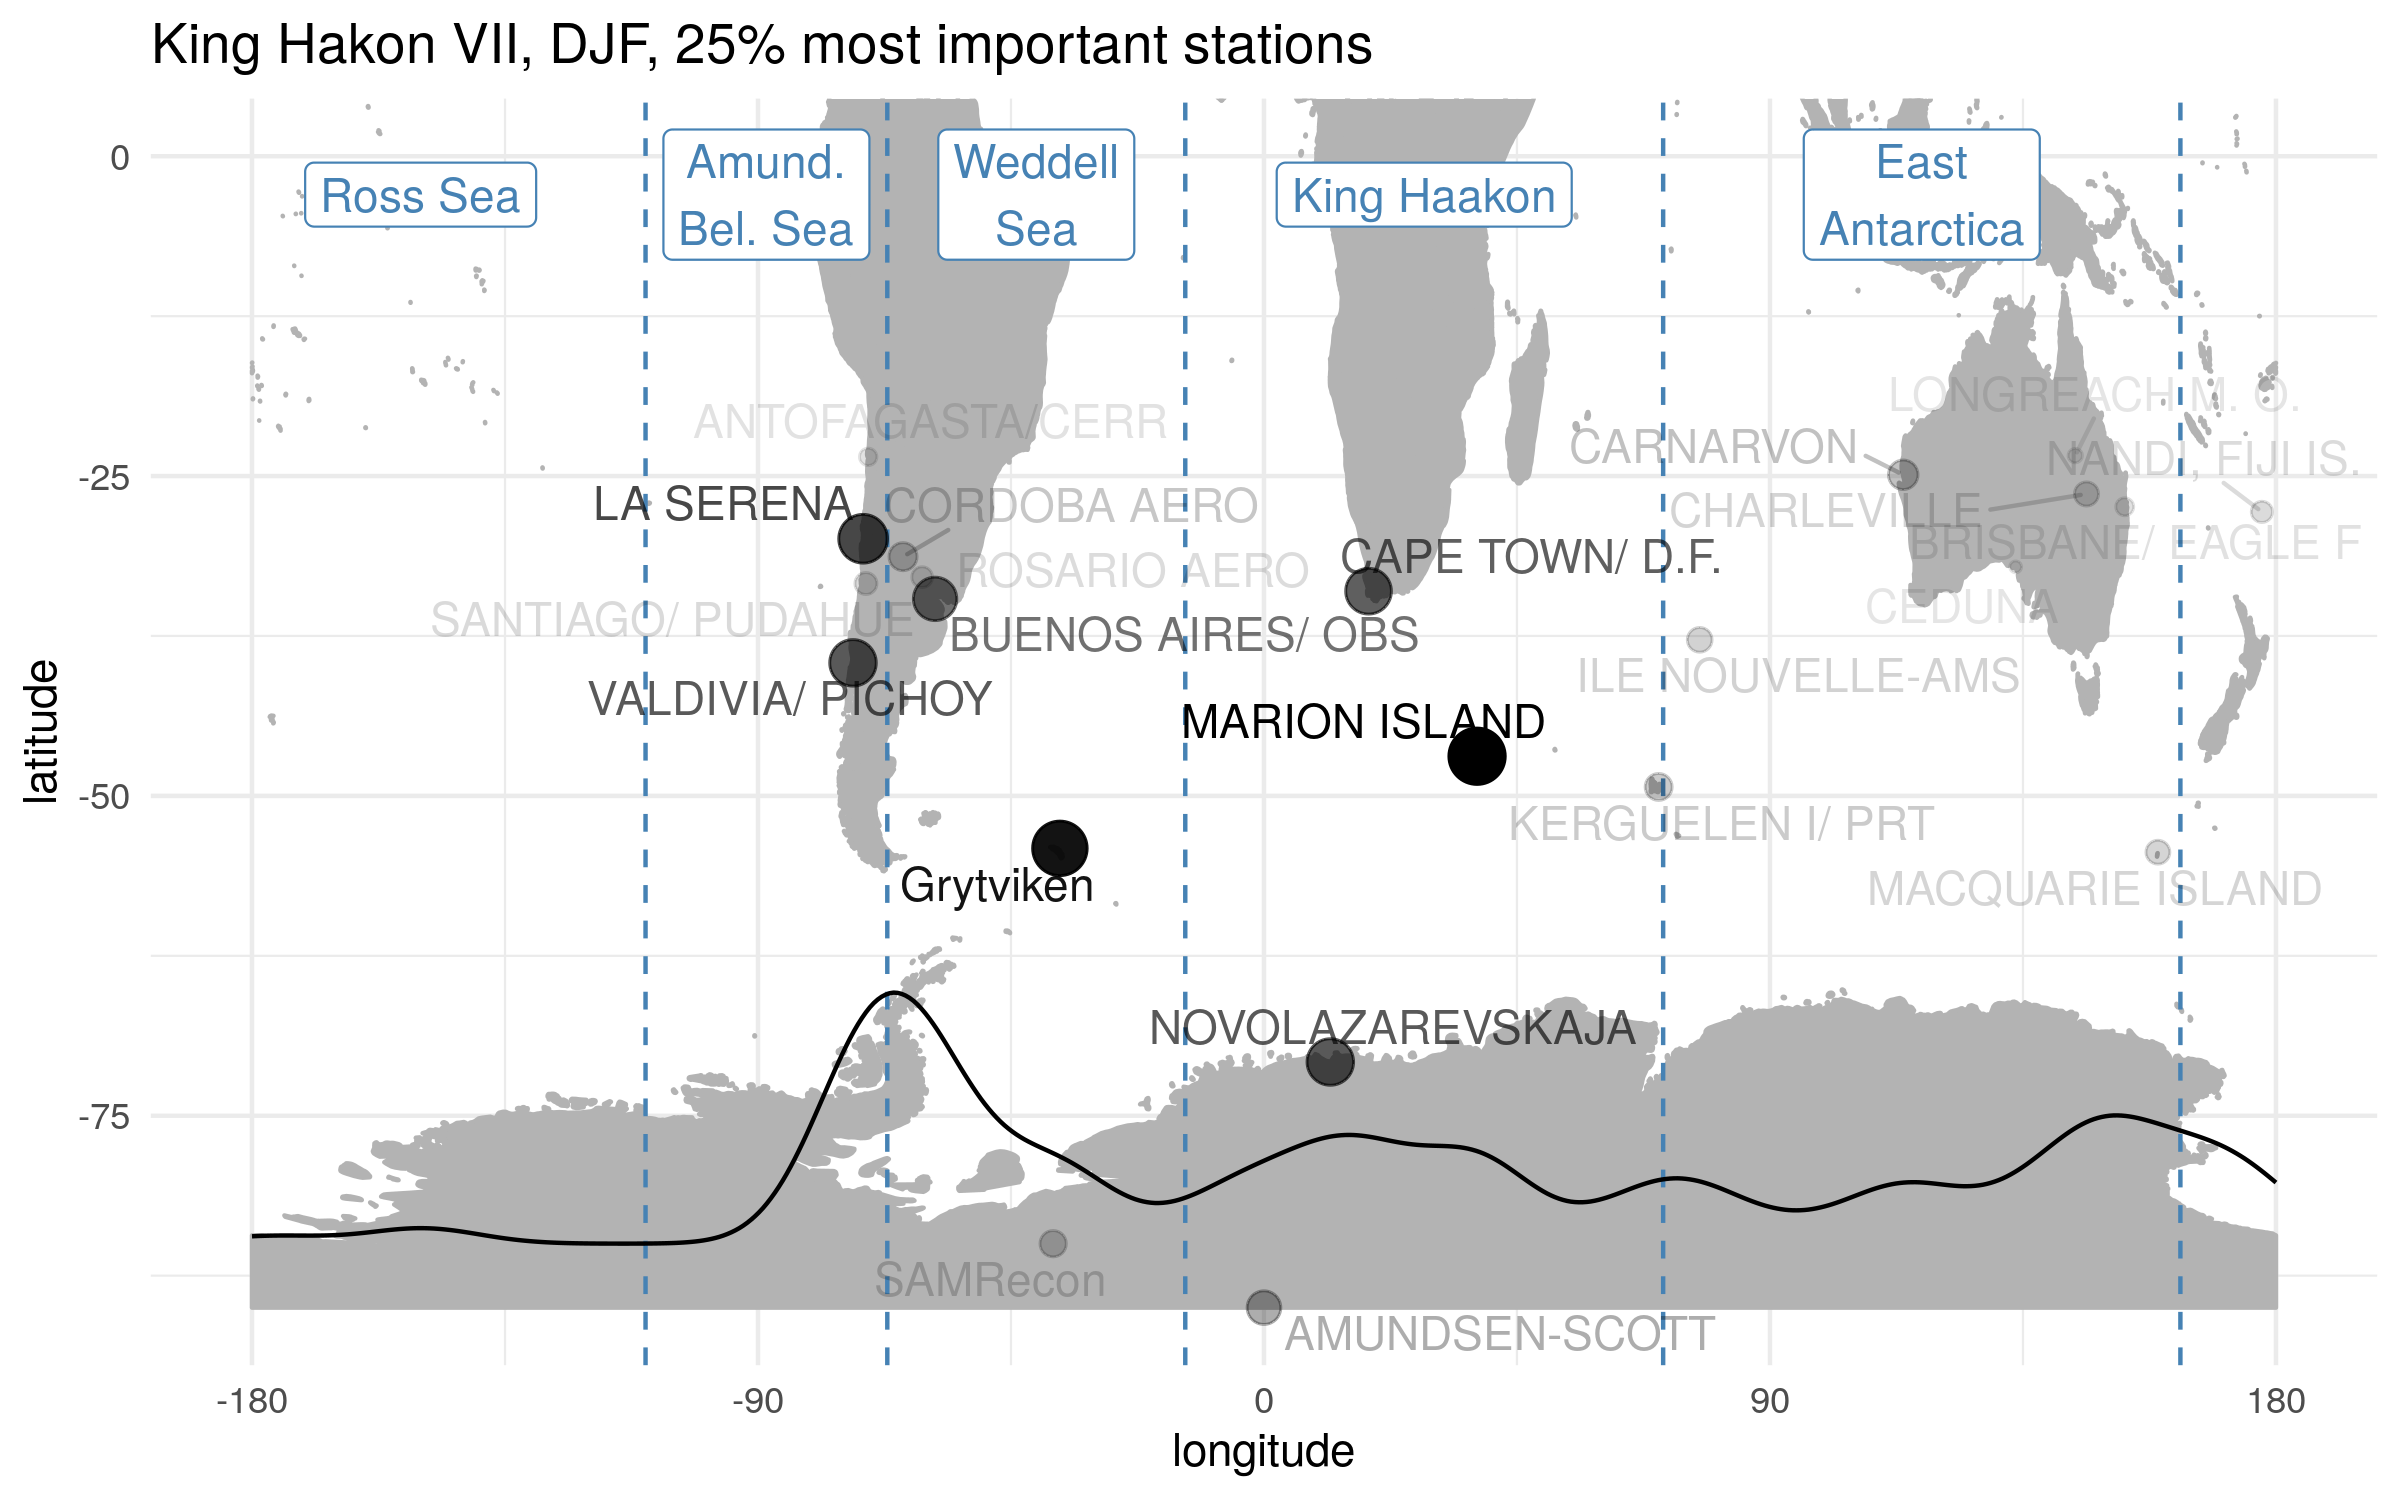 King Hakon VII, DJF, 25% most important stations
0
Ross Sea
Amund.
Bel. Sea
Weddell
Sea
King Haakon
East
Antarctica
LONGREACH M. O.
ANTOFAGASTA/ CERR
CARNARVON
NANDI, FIJI IS.
-25
LA SERENA
CORDOBA AERO
CHARLEVILLE
BRISBANE/ EAGLE F
CAPE TOWN/ D.F.
ROSARIO AERO
SANTIAGO/ PUDAHUE
CEDUNA
BUENOS AIRES/ OBS
ILE NOUVELLE-AMS
VALDIVIA/ PICHOY
MARION ISLAND
latitude
-50
KERGUELEN I/ PRT
Grytviken
MACQUARIE ISLAND
NOVOLAZAREVSKAJA
-75
SAMRecon
AMUNDSEN-SCOTT
-180
-90
0
90
180
longitude